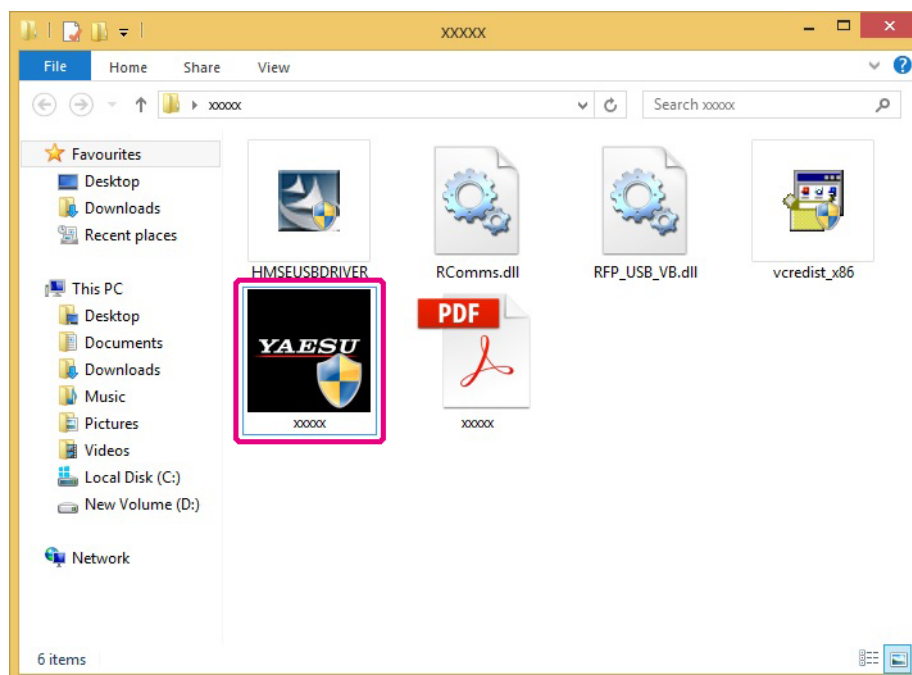 xxxxx
File Home Share View
xxxxx Search xxxxx
Favourites
Desktop
Downloads
Recent places
This PC
Desktop
Documents
Downloads
Music
Pictures
Videos
Local Disk (C:)
New Volume (D:)
Network
HMSEUSBDRIVER RComms.dll RFP_USB_VB.dll vcredist_x86
YAESU PDF
xxxxx xxxxx
6 items